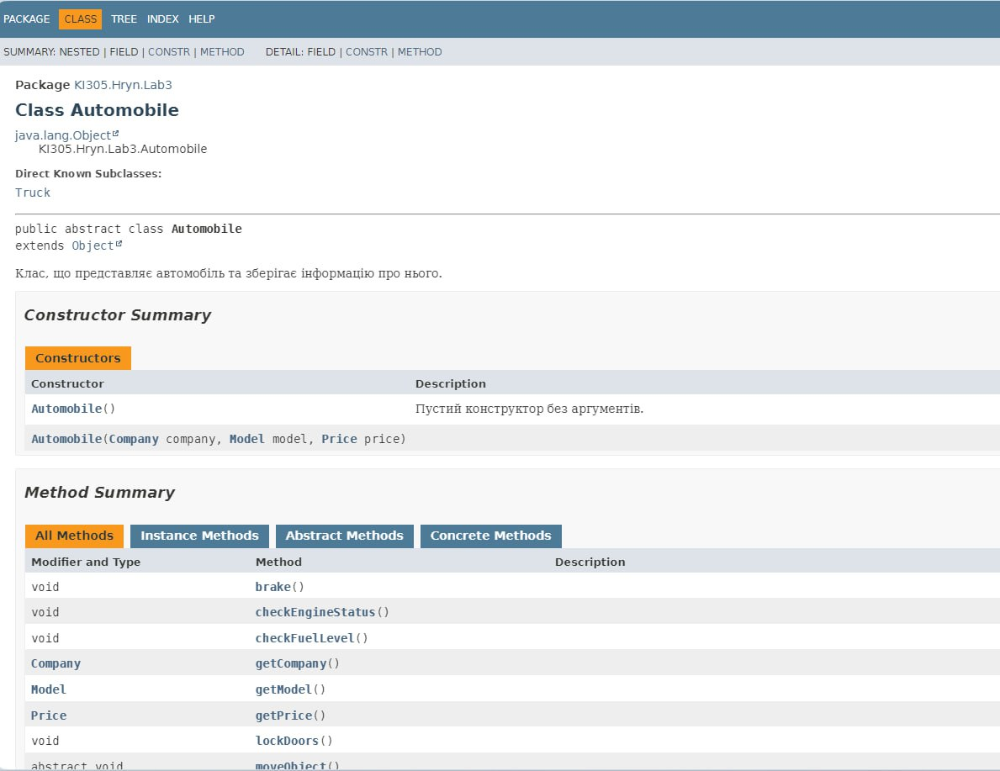 PACKAGE CLASS TREE INDEX HELP
SUMMARY: NESTED | FIELD | CONSTR | METHOD DETAIL: FIELD | CONSTR | METHOD
Package KI305.Hryn.Lab3
Class Automobile
java.lang.Object
KI305.Hryn.Lab3.Automobile
Direct Known Subclasses:
Truck
public abstract class Automobile
extends Object
Клас, що представляє автомобіль та зберігає інформацію про нього.
Constructor Summary
Constructors
Constructor Description
Automobile() Пустий конструктор без аргументів.
Automobile(Company company, Model model, Price price)
Method Summary
All Methods Instance Methods Abstract Methods Concrete Methods
Modifier and Type Method Description
void brake()
void checkEngineStatus()
void checkFuelLevel()
Company getCompany()
Model getModel()
Price getPrice()
void lockDoors()
abstract void moveObject()